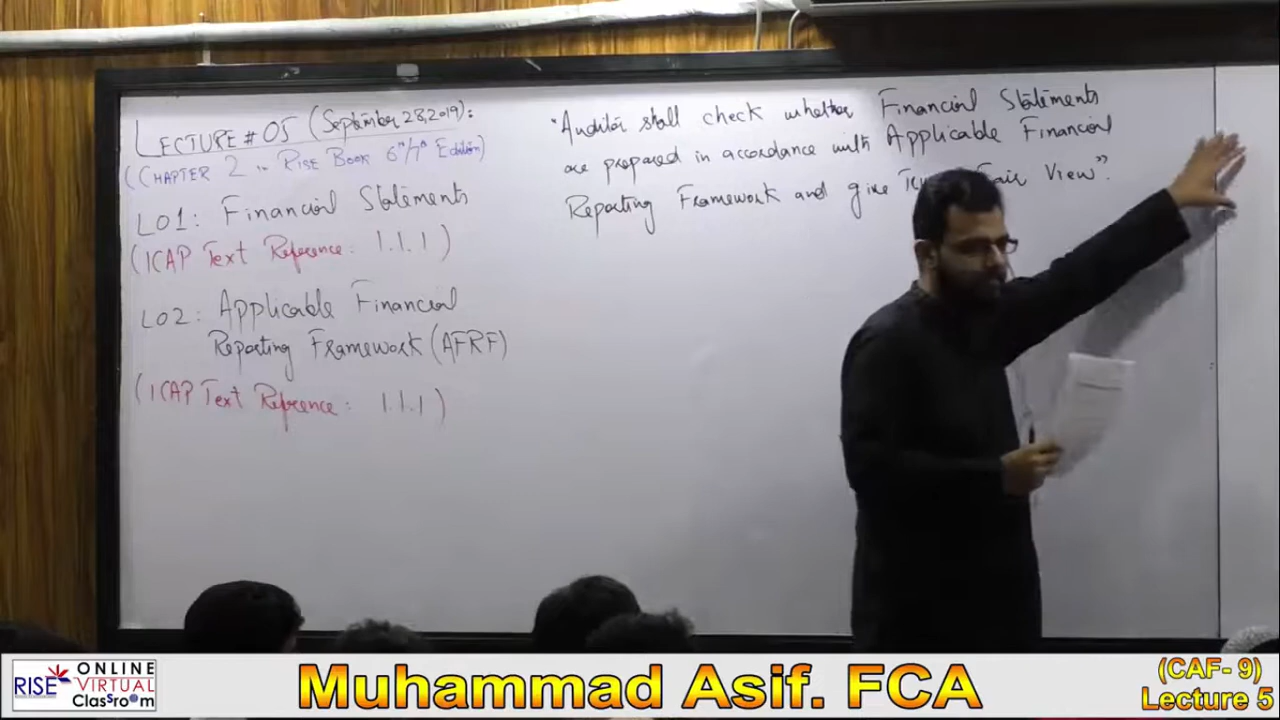 LECTURE # 05 (September 28, 2019):
(CHAPTER 2 in RISE BOOK 6th/7th Edition)
LO1: Financial Statements
(ICAP Text Reference: 1.1.1)
LO2: Applicable Financial
Reporting Framework (AFRF)
(ICAP Text Refrence: 1.1.1)
"Auditor shall check whether Financial Statements
are prepared in accordance with Applicable Financial
Reporting Framework and give Fair View".
RISE ONLINE
VIRTUAL
Classroom
Muhammad Asif. FCA
(CAF- 9)
Lecture 5